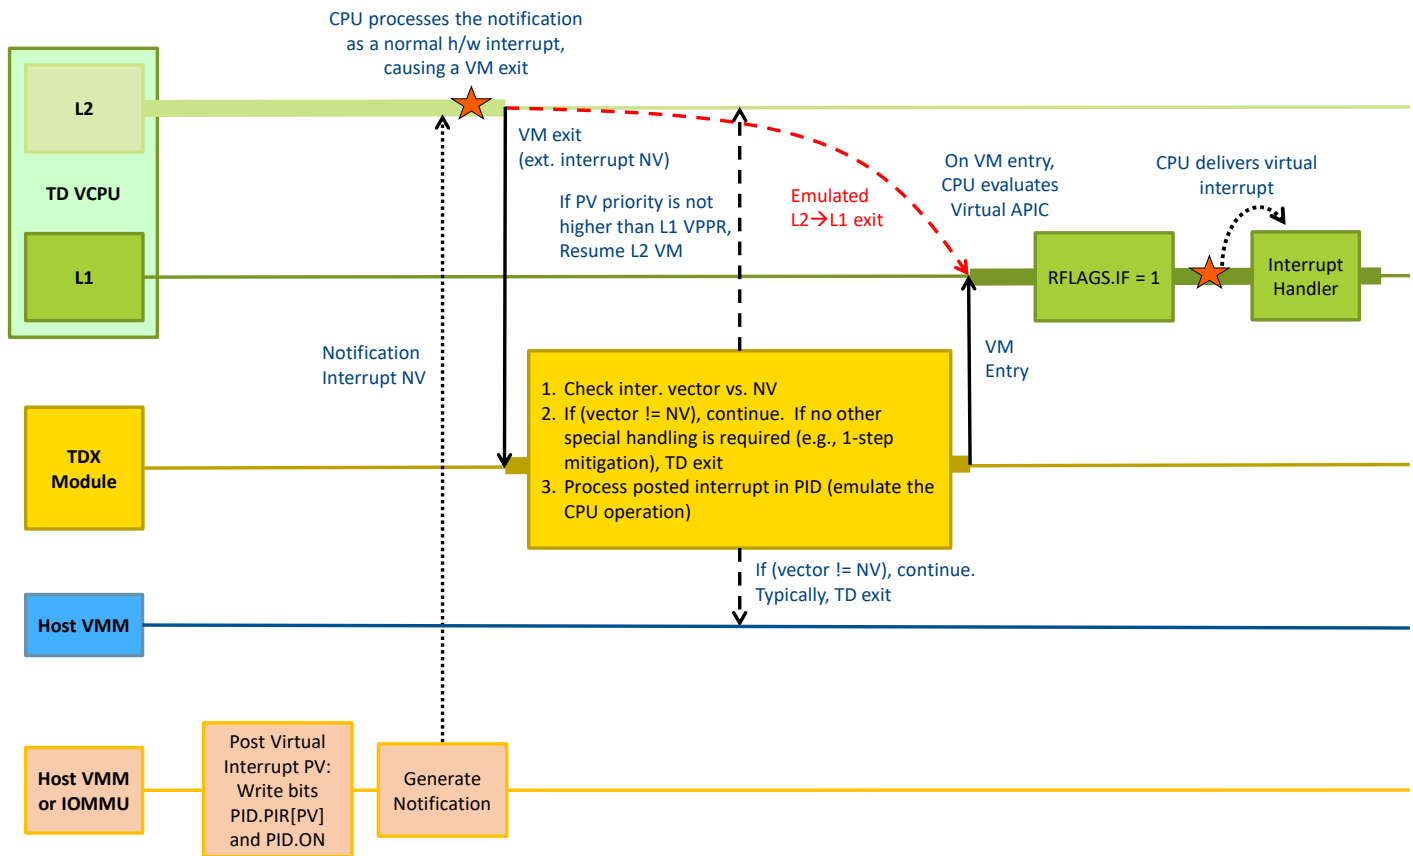 CPU processes the notification
as a normal h/w interrupt,
causing a VM exit
L2
TD VCPU
L1
VM exit
(ext. interrupt NV)
If PV priority is not
higher than L1 VPPR,
Resume L2 VM
Emulated
L2→L1 exit
On VM entry,
CPU evaluates
Virtual APIC
CPU delivers virtual
interrupt
RFLAGS.IF = 1
Interrupt
Handler
Notification
Interrupt NV
VM
Entry
TDX
Module
1. Check inter. vector vs. NV
2. If (vector != NV), continue. If no other
special handling is required (e.g., 1-step
mitigation), TD exit
3. Process posted interrupt in PID (emulate the
CPU operation)
If (vector != NV), continue.
Typically, TD exit
Host VMM
Host VMM
or IOMMU
Post Virtual
Interrupt PV:
Write bits
PID.PIR[PV]
and PID.ON
Generate
Notification